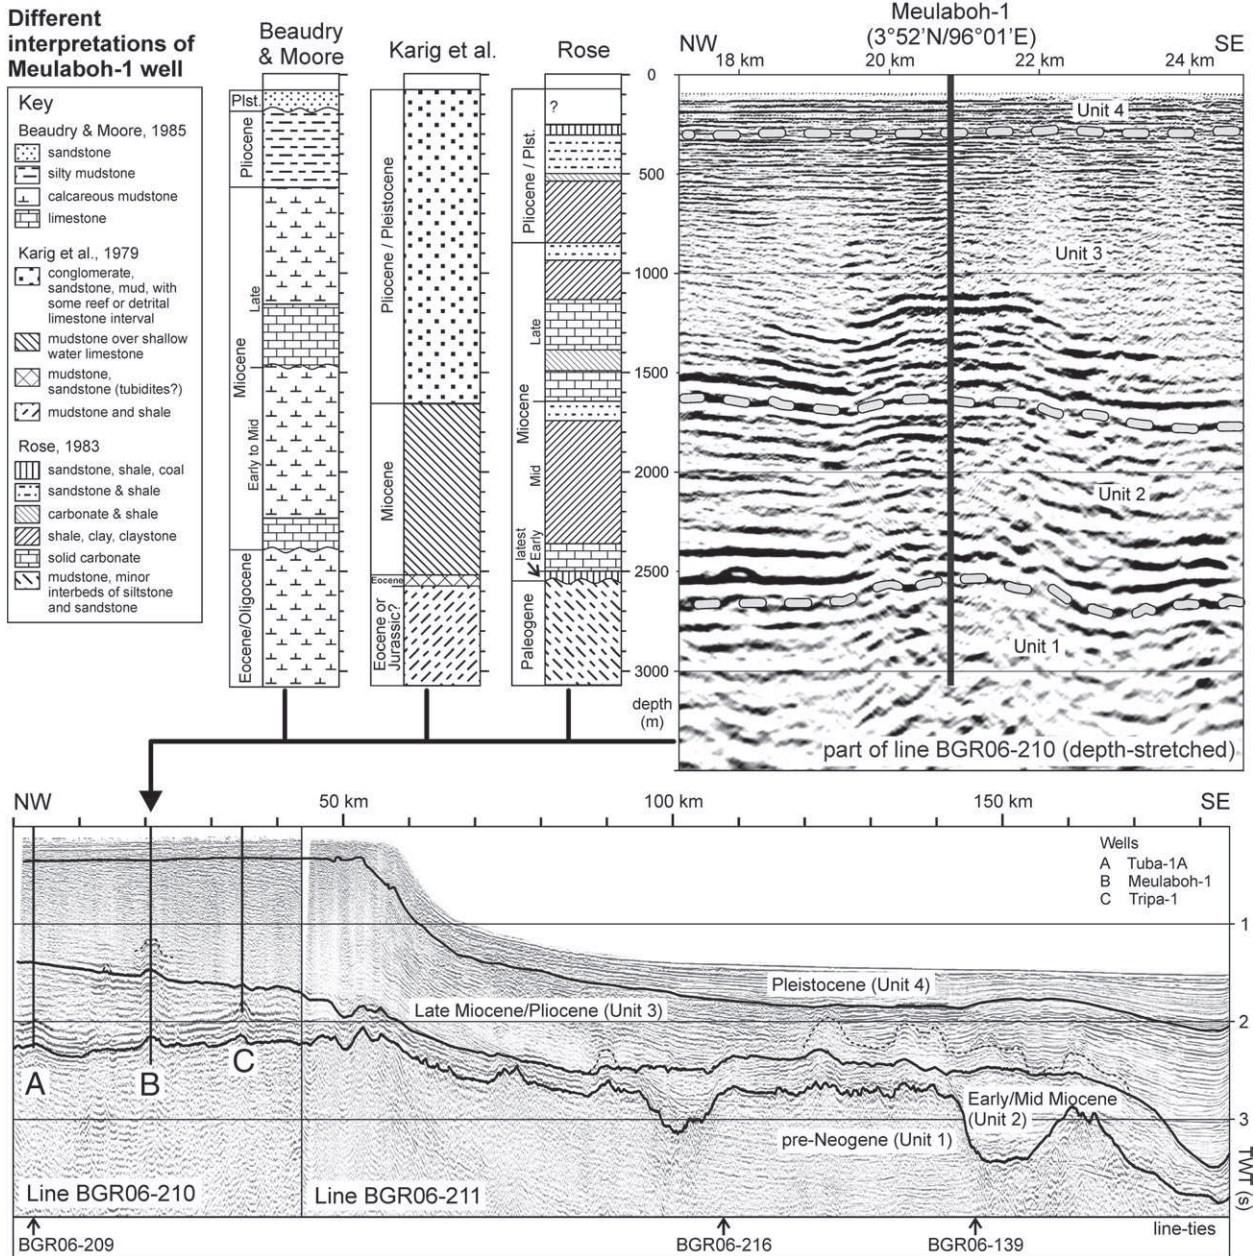 Different
interpretations of
Meulaboh-1 well
Key
Beaudry & Moore, 1985
sandstone
silty mudstone
calcareous mudstone
limestone
Karig et al., 1979
conglomerate,
sandstone, mud, with
some reef or detrital
limestone interval
mudstone over shallow
water limestone
mudstone,
sandstone (tubidites?)
mudstone and shale
Rose, 1983
sandstone, shale, coal
sandstone & shale
carbonate & shale
shale, clay, claystone
solid carbonate
mudstone, minor
interbeds of siltstone
and sandstone
Beaudry
& Moore
Plst.
Pliocene
Miocene
Late
Early to Mid
Eocene/Oligocene
Karig et al.
Pliocene / Pleistocene
Miocene
Eocene
Eocene or
Jurassic?
Rose
?
Pliocene / Plst.
Miocene
Late
Mid
latest
Early
Paleogene
0
500
1000
1500
2000
2500
3000
depth
(m)
Meulaboh-1
(3°52'N/96°01'E)
NW
SE
18 km
20 km
22 km
24 km
Unit 4
Unit 3
Unit 2
Unit 1
part of line BGR06-210 (depth-stretched)
NW
50 km
100 km
150 km
SE
Wells
A Tuba-1A
B Meulaboh-1
C Tripa-1
1
2
3
TWT (s)
Pleistocene (Unit 4)
Late Miocene/Pliocene (Unit 3)
Early/Mid Miocene
(Unit 2)
pre-Neogene (Unit 1)
A
B
C
Line BGR06-210
Line BGR06-211
line-ties
BGR06-209
BGR06-216
BGR06-139